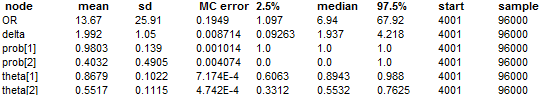 node mean sd MC error 2.5% median 97.5% start sample
OR 13.67 25.91 0.1949 1.097 6.94 67.92 4001 96000
delta 1.992 1.05 0.008714 0.09263 1.937 4.218 4001 96000
prob[1] 0.9803 0.139 0.001014 1.0 1.0 1.0 4001 96000
prob[2] 0.4032 0.4905 0.004074 0.0 0.0 1.0 4001 96000
theta[1] 0.8679 0.1022 7.174E-4 0.6063 0.8943 0.988 4001 96000
theta[2] 0.5517 0.1115 4.742E-4 0.3312 0.5532 0.7625 4001 96000